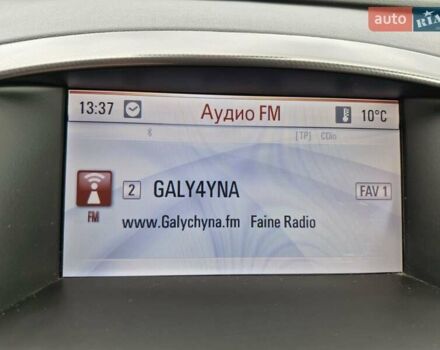 auto RIA
13:37 Аудио FM 10°C
[TP] CDin
2 GALY4YNA FAV 1
FM
www.Galychyna.fm Faine Radio